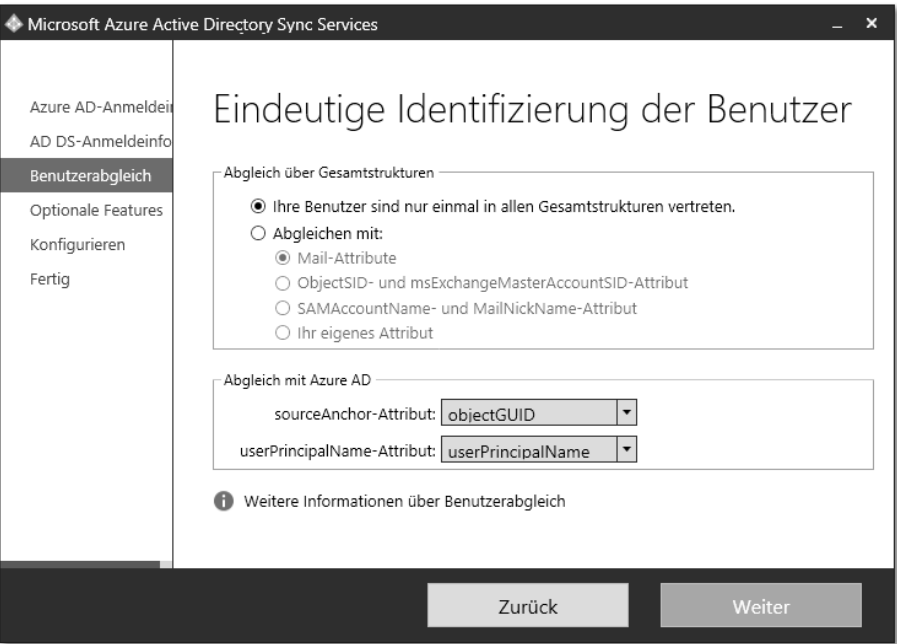 Microsoft Azure Active Directory Sync Services
Azure AD-Anmeldei
AD DS-Anmeldeinfo
Benutzerabgleich
Optionale Features
Konfigurieren
Fertig
Eindeutige Identifizierung der Benutzer
Abgleich über Gesamtstrukturen
Ihre Benutzer sind nur einmal in allen Gesamtstrukturen vertreten.
Abgleichen mit:
Mail-Attribute
ObjectSID- und msExchangeMasterAccountSID-Attribut
SAMAccountName- und MailNickName-Attribut
Ihr eigenes Attribut
Abgleich mit Azure AD
sourceAnchor-Attribut: objectGUID
userPrincipalName-Attribut: userPrincipalName
Weitere Informationen über Benutzerabgleich
Zurück Weiter